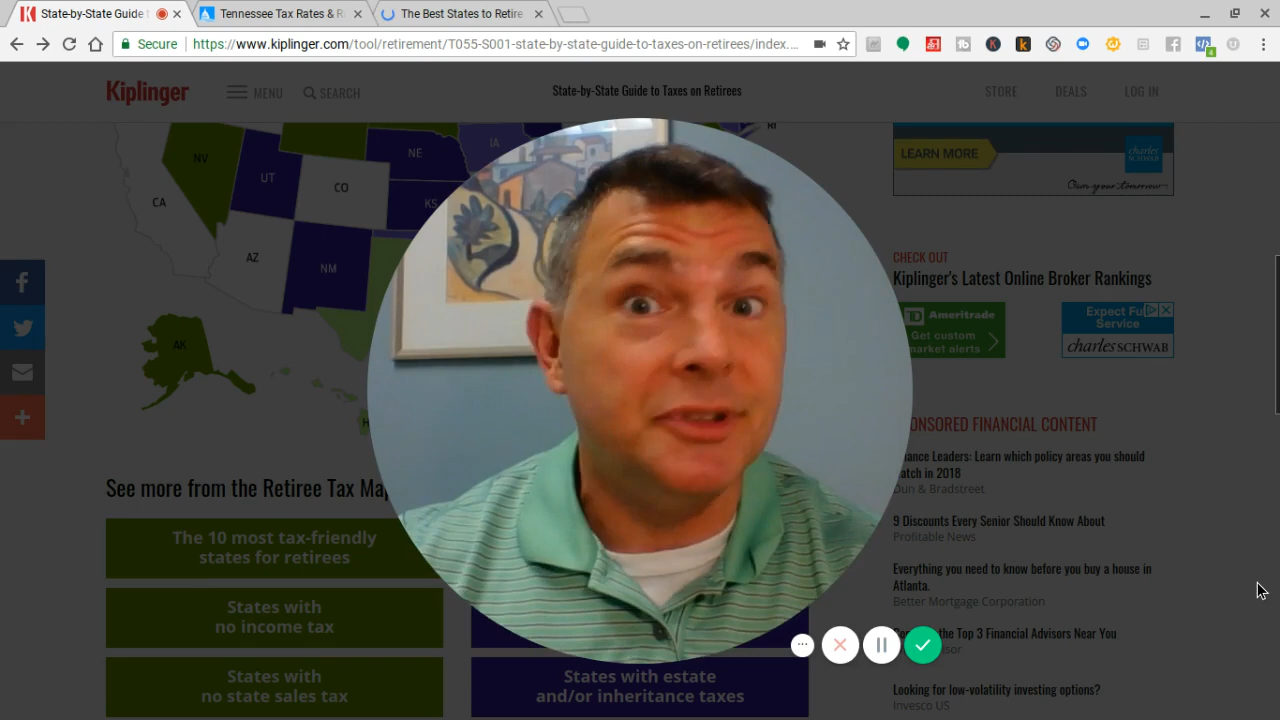 State-by-State Guide
Tennessee Tax Rates & R
The Best States to Retire
Secure
https://www.kiplinger.com/tool/retirement/T055-S001-state-by-state-guide-to-taxes-on-retirees/index....
Kiplinger
MENU
SEARCH
State-by-State Guide to Taxes on Retirees
STORE
DEALS
LOG IN
RI
NV
UT
NE
IA
CA
CO
KS
AZ
NM
AK
H
LEARN MORE
charles
SCHWAB
Own your tomorrow.
CHECK OUT
Kiplinger's Latest Online Broker Rankings
TD Ameritrade
Get custom
market alerts
Expect Fu
Service
charles SCHWAB
See more from the Retiree Tax Ma
The 10 most tax-friendly
states for retirees
States with
no income tax
States with
no state sales tax
States with estate
and/or inheritance taxes
ONSORED FINANCIAL CONTENT
nance Leaders: Learn which policy areas you should
atch in 2018
Dun & Bradstreet
9 Discounts Every Senior Should Know About
Profitable News
Everything you need to know before you buy a house in
Atlanta.
Better Mortgage Corporation
the Top 3 Financial Advisors Near You
isor
Looking for low-volatility investing options?
Invesco US